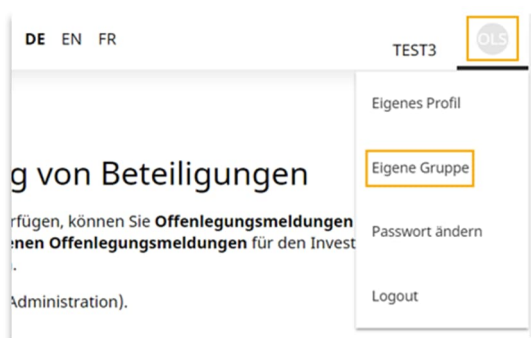 DE EN FR
TEST3
OLS
Eigenes Profil
Eigene Gruppe
Passwort ändern
Logout
g von Beteiligungen
rfügen, können Sie Offenlegungsmeldungen
enen Offenlegungsmeldungen für den Invest
.
Administration).